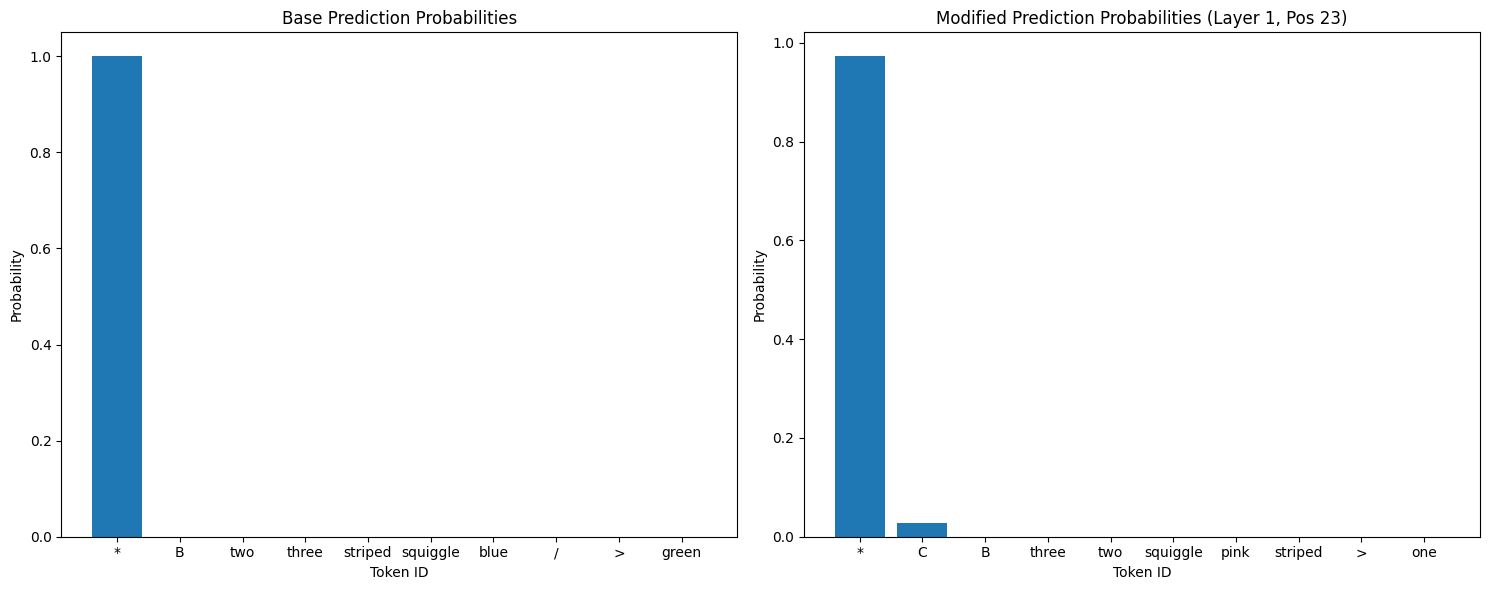 Base Prediction Probabilities
1.0
0.8
0.6
0.4
0.2
0.0
Probability
* B two three striped squiggle blue / > green
Token ID
Modified Prediction Probabilities (Layer 1, Pos 23)
1.0
0.8
0.6
0.4
0.2
0.0
Probability
* C B three two squiggle pink striped > one
Token ID